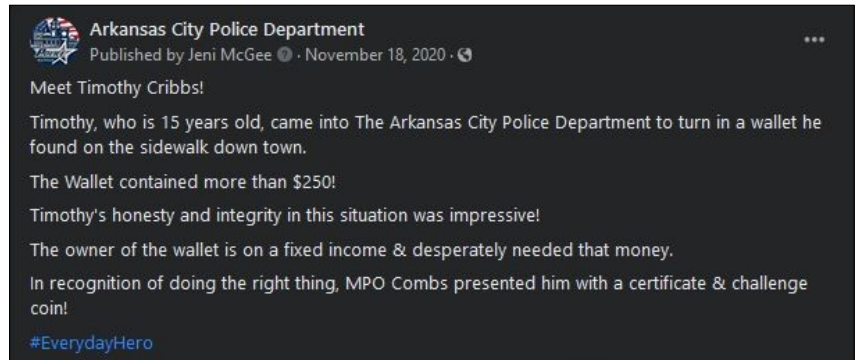 Arkansas City Police Department
Published by Jeni McGee · November 18, 2020 ·
Meet Timothy Cribbs!
Timothy, who is 15 years old, came into The Arkansas City Police Department to turn in a wallet he
found on the sidewalk down town.
The Wallet contained more than $250!
Timothy's honesty and integrity in this situation was impressive!
The owner of the wallet is on a fixed income & desperately needed that money.
In recognition of doing the right thing, MPO Combs presented him with a certificate & challenge
coin!
#EverydayHero